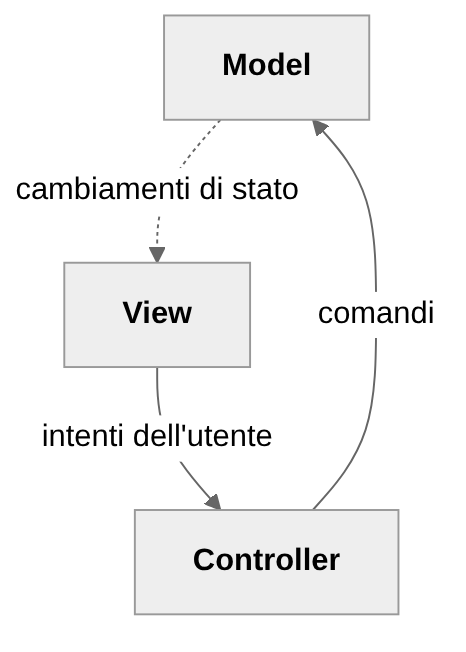 Model
cambiamenti di stato
View
comandi
intenti dell'utente
Controller